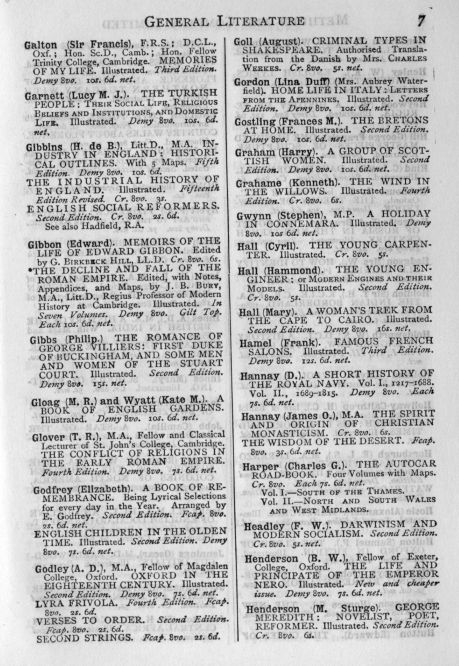 GENERAL LITERATURE
7
Galton (Sir Francis), F.R.S.; D.C.L.,
Oxf.; Hon. Sc.D., Camb.; Hon. Fellow
Trinity College, Cambridge. MEMORIES
OF MY LIFE. Illustrated. Third Edition.
Demy 8vo. 10s. 6d. net.
Garnett (Lucy M. J.). THE TURKISH
PEOPLE: THEIR SOCIAL LIFE, RELIGIOUS
BELIEFS AND INSTITUTIONS, AND DOMESTIC
LIFE. Illustrated. Demy 8vo. 10s. 6d.
net.
Gibbins (H. de B.), Litt.D., M.A. IN-
DUSTRY IN ENGLAND: HISTORI-
CAL OUTLINES. With 5 Maps. Fifth
Edition. Demy 8vo. 10s. 6d.
THE INDUSTRIAL HISTORY OF
ENGLAND. Illustrated. Fifteenth
Edition Revised. Cr. 8vo. 3s.
ENGLISH SOCIAL REFORMERS.
Second Edition. Cr. 8vo. 2s. 6d.
See also Hadfield, R.A.
Gibbon (Edward). MEMOIRS OF THE
LIFE OF EDWARD GIBBON. Edited
by G. BIRKBECK HILL, LL.D. Cr. 8vo. 6s.
*THE DECLINE AND FALL OF THE
ROMAN EMPIRE. Edited, with Notes,
Appendices, and Maps, by J. B. BURY,
M.A., Litt.D., Regius Professor of Modern
History at Cambridge. Illustrated. In
Seven Volumes. Demy 8vo. Gilt Top.
Each 10s. 6d. net.
Gibbs (Philip.) THE ROMANCE OF
GEORGE VILLIERS: FIRST DUKE
OF BUCKINGHAM, AND SOME MEN
AND WOMEN OF THE STUART
COURT. Illustrated. Second Edition.
Demy 8vo. 15s. net.
Gloag (M. R.) and Wyatt (Kate M.). A
BOOK OF ENGLISH GARDENS.
Illustrated. Demy 8vo. 10s. 6d. net.
Glover (T. R.), M.A., Fellow and Classical
Lecturer of St. John's College, Cambridge.
THE CONFLICT OF RELIGIONS IN
THE EARLY ROMAN EMPIRE.
Fourth Edition. Demy 8vo. 7s. 6d. net.
Godfrey (Elizabeth). A BOOK OF RE-
MEMBRANCE. Being Lyrical Selections
for every day in the Year. Arranged by
E. Godfrey. Second Edition. Fcap. 8vo.
2s. 6d. net.
ENGLISH CHILDREN IN THE OLDEN
TIME. Illustrated. Second Edition. Demy
8vo. 7s. 6d. net.
Godley (A. D.), M.A., Fellow of Magdalen
College, Oxford. OXFORD IN THE
EIGHTEENTH CENTURY. Illustrated.
Second Edition. Demy 8vo. 7s. 6d. net.
LYRA FRIVOLA. Fourth Edition. Fcap.
8vo. 2s. 6d.
VERSES TO ORDER. Second Edition.
Fcap. 8vo. 2s. 6d.
SECOND STRINGS. Fcap. 8vo. 2s. 6d.
Goll (August). CRIMINAL TYPES IN
SHAKESPEARE. Authorised Transla-
tion from the Danish by Mrs. CHARLES
WEEKES. Cr. 8vo. 5s. net.
Gordon (Lina Duff) (Mrs. Aubrey Water-
field). HOME LIFE IN ITALY: LETTERS
FROM THE APENNINES. Illustrated. Second
Edition. Demy 8vo. 10s. 6d. net.
Gostling (Frances M.). THE BRETONS
AT HOME. Illustrated. Second Edition.
Demy 8vo. 10s. 6d. net.
Graham (Harry). A GROUP OF SCOT-
TISH WOMEN. Illustrated. Second
Edition. Demy 8vo. 10s. 6d. net.
Grahame (Kenneth). THE WIND IN
THE WILLOWS. Illustrated. Fourth
Edition. Cr. 8vo. 6s.
Gwynn (Stephen), M.P. A HOLIDAY
IN CONNEMARA. Illustrated. Demy
8vo. 10s 6d. net.
Hall (Cyril). THE YOUNG CARPEN-
TER. Illustrated. Cr. 8vo. 5s.
Hall (Hammond). THE YOUNG EN-
GINEER: or MODERN ENGINES AND THEIR
MODELS. Illustrated. Second Edition.
Cr. 8vo. 5s.
Hall (Mary). A WOMAN'S TREK FROM
THE CAPE TO CAIRO. Illustrated.
Second Edition. Demy 8vo. 16s. net.
Hamel (Frank). FAMOUS FRENCH
SALONS. Illustrated. Third Edition.
Demy 8vo. 12s. 6d. net.
Hannay (D.). A SHORT HISTORY OF
THE ROYAL NAVY. Vol. I., 1217-1688.
Vol. II., 1689-1815. Demy 8vo. Each
7s. 6d. net.
Hannay (James O.), M.A. THE SPIRIT
AND ORIGIN OF CHRISTIAN
MONASTICISM. Cr. 8vo. 6s.
THE WISDOM OF THE DESERT. Fcap.
8vo. 3s. 6d. net.
Harper (Charles G.). THE AUTOCAR
ROAD-BOOK. Four Volumes with Maps.
Cr. 8vo. Each 7s. 6d. net.
Vol. I.—SOUTH OF THE THAMES.
Vol. II.—NORTH AND SOUTH WALES
AND WEST MIDLANDS.
Headley (F. W.). DARWINISM AND
MODERN SOCIALISM. Second Edition.
Cr. 8vo. 5s. net.
Henderson (B. W.), Fellow of Exeter,
College, Oxford. THE LIFE AND
PRINCIPATE OF THE EMPEROR
NERO. Illustrated. New and cheaper
issue. Demy 8vo. 7s. 6d. net.
Henderson (M. Sturge). GEORGE
MEREDITH: NOVELIST, POET,
REFORMER. Illustrated. Second Edition.
Cr. 8vo. 6s.